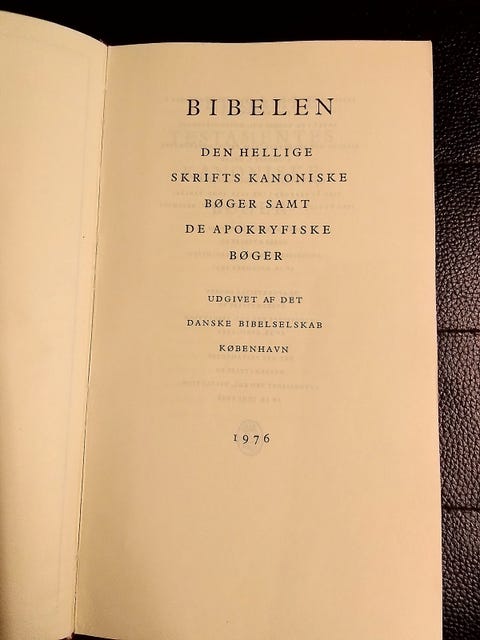 BIBELEN
DEN HELLIGE
SKRIFTS KANONISKE
BØGER SAMT
DE APOKRYFISKE
BØGER
UDGIVET AF DET
DANSKE BIBELSELSKAB
KØBENHAVN
1976